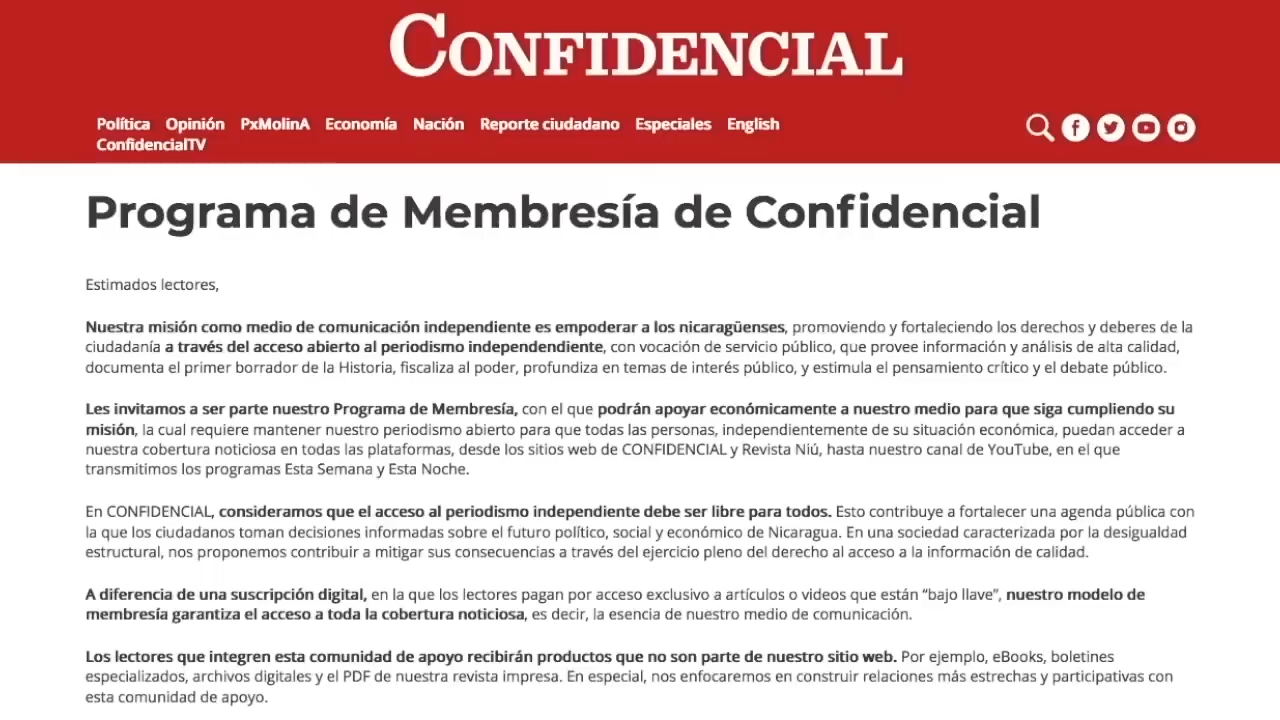 CONFIDENCIAL
Política Opinión PxMolinA Economía Nación Reporte ciudadano Especiales English
ConfidencialTV
Programa de Membresía de Confidencial
Estimados lectores,
Nuestra misión como medio de comunicación independiente es empoderar a los nicaragüenses, promoviendo y fortaleciendo los derechos y deberes de la
ciudadanía a través del acceso abierto al periodismo independendiente, con vocación de servicio público, que provee información y análisis de alta calidad,
documenta el primer borrador de la Historia, fiscaliza al poder, profundiza en temas de interés público, y estimula el pensamiento crítico y el debate público.
Les invitamos a ser parte nuestro Programa de Membresía, con el que podrán apoyar económicamente a nuestro medio para que siga cumpliendo su
misión, la cual requiere mantener nuestro periodismo abierto para que todas las personas, independientemente de su situación económica, puedan acceder a
nuestra cobertura noticiosa en todas las plataformas, desde los sitios web de CONFIDENCIAL y Revista Niú, hasta nuestro canal de YouTube, en el que
transmitimos los programas Esta Semana y Esta Noche.
En CONFIDENCIAL, consideramos que el acceso al periodismo independiente debe ser libre para todos. Esto contribuye a fortalecer una agenda pública con
la que los ciudadanos toman decisiones informadas sobre el futuro político, social y económico de Nicaragua. En una sociedad caracterizada por la desigualdad
estructural, nos proponemos contribuir a mitigar sus consecuencias a través del ejercicio pleno del derecho al acceso a la información de calidad.
A diferencia de una suscripción digital, en la que los lectores pagan por acceso exclusivo a artículos o videos que están “bajo llave”, nuestro modelo de
membresía garantiza el acceso a toda la cobertura noticiosa, es decir, la esencia de nuestro medio de comunicación.
Los lectores que integren esta comunidad de apoyo recibirán productos que no son parte de nuestro sitio web. Por ejemplo, eBooks, boletines
especializados, archivos digitales y el PDF de nuestra revista impresa. En especial, nos enfocaremos en construir relaciones más estrechas y participativas con
esta comunidad de apoyo.